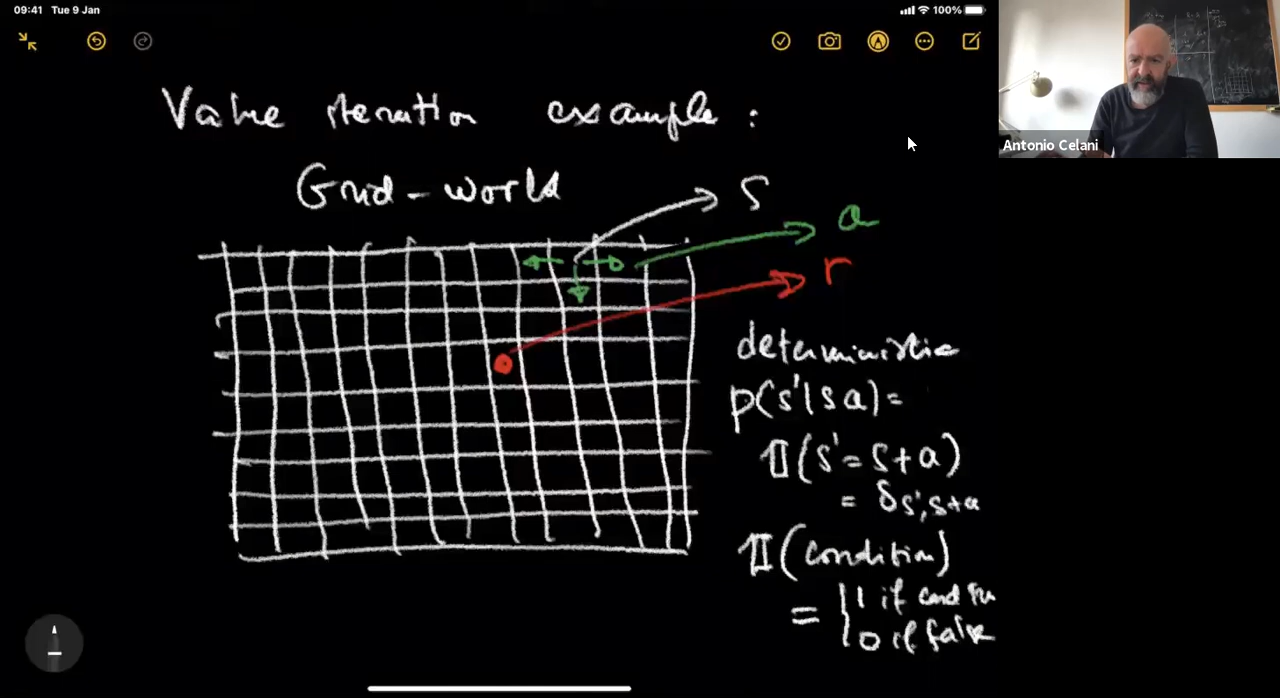 09:41 Tue 9 Jan
100%
Value iteration example :
Grid-world
S
a
r
deterministic
p(s'|s a) =
𝟙(s' = s+a)
= δs', s+a
𝟙(condition)
= { 1 if cond
0 if false
Antonio Celani